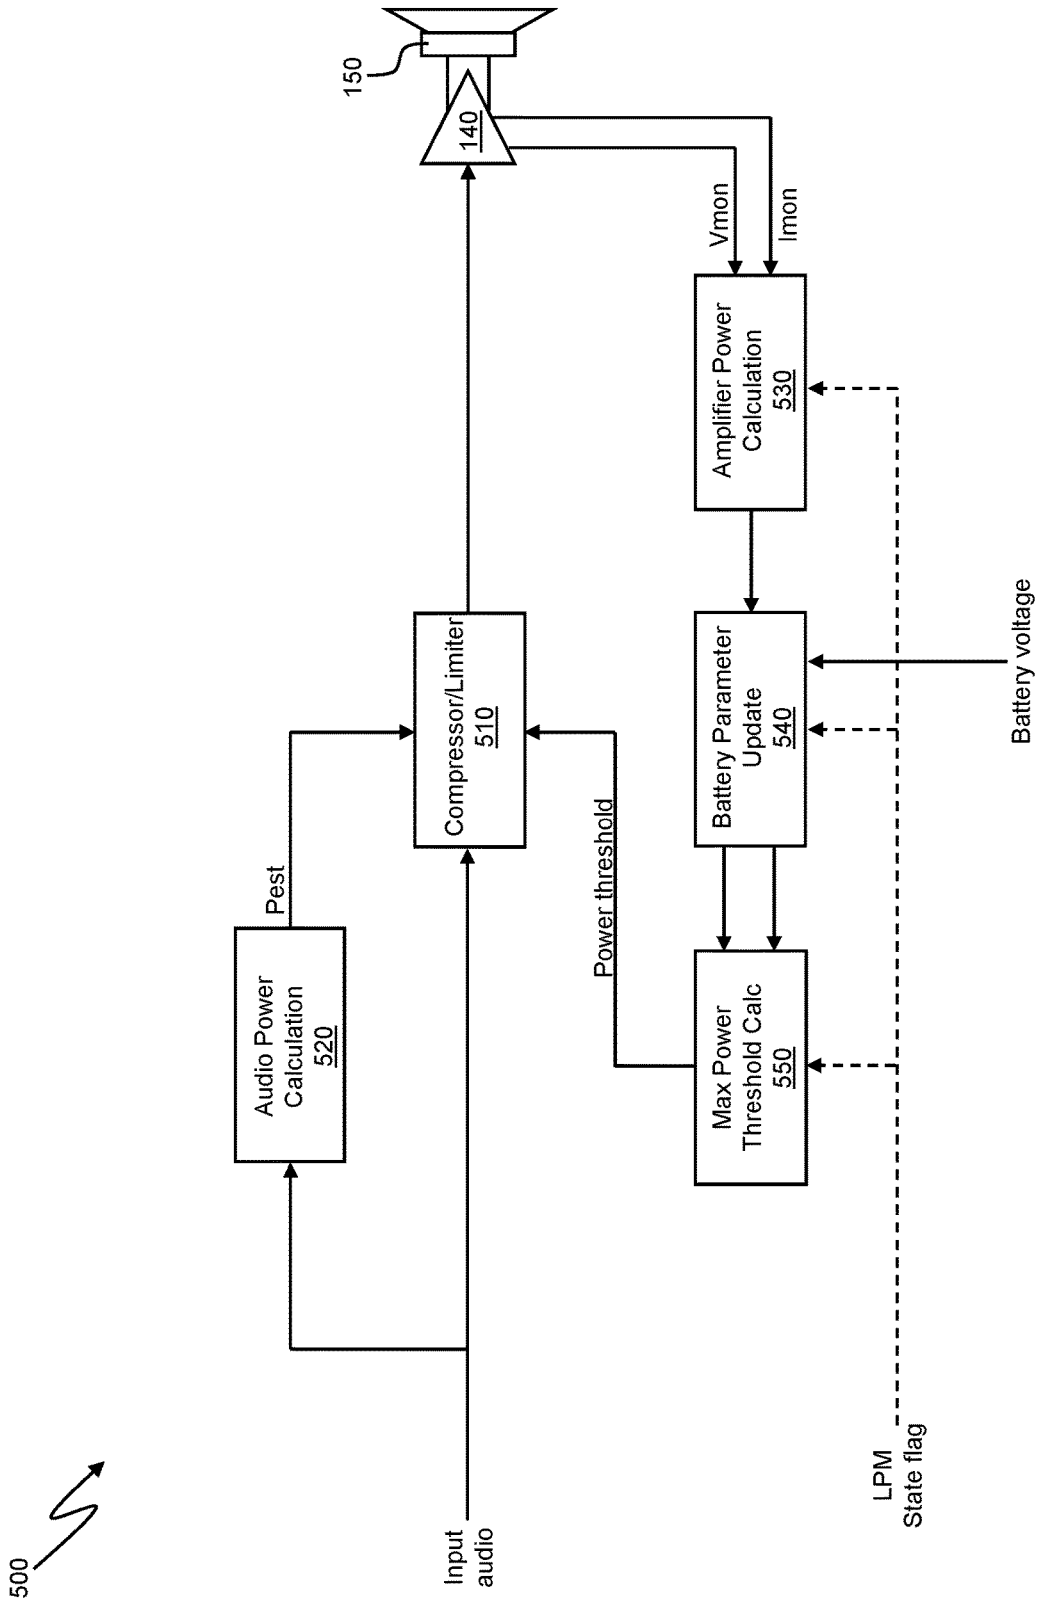 500
Audio Power
Calculation
520
Pest
Input
audio
Compressor/Limiter
510
140
150
Power threshold
Vmon
Imon
Max Power
Threshold Calc
550
Battery Parameter
Update
540
Amplifier Power
Calculation
530
LPM
State flag
Battery voltage